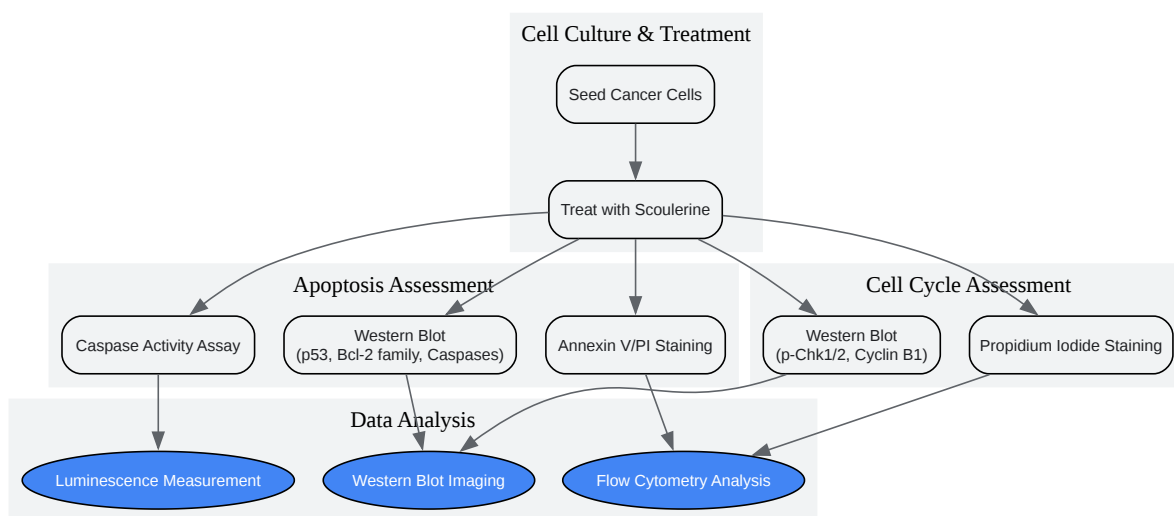 Cell Culture & Treatment
Seed Cancer Cells
Treat with Scoulerine
Apoptosis Assessment
Cell Cycle Assessment
Caspase Activity Assay
Western Blot
(p53, Bcl-2 family, Caspases)
Annexin V/PI Staining
Western Blot
(p-Chk1/2, Cyclin B1)
Propidium Iodide Staining
Data Analysis
Luminescence Measurement
Western Blot Imaging
Flow Cytometry Analysis